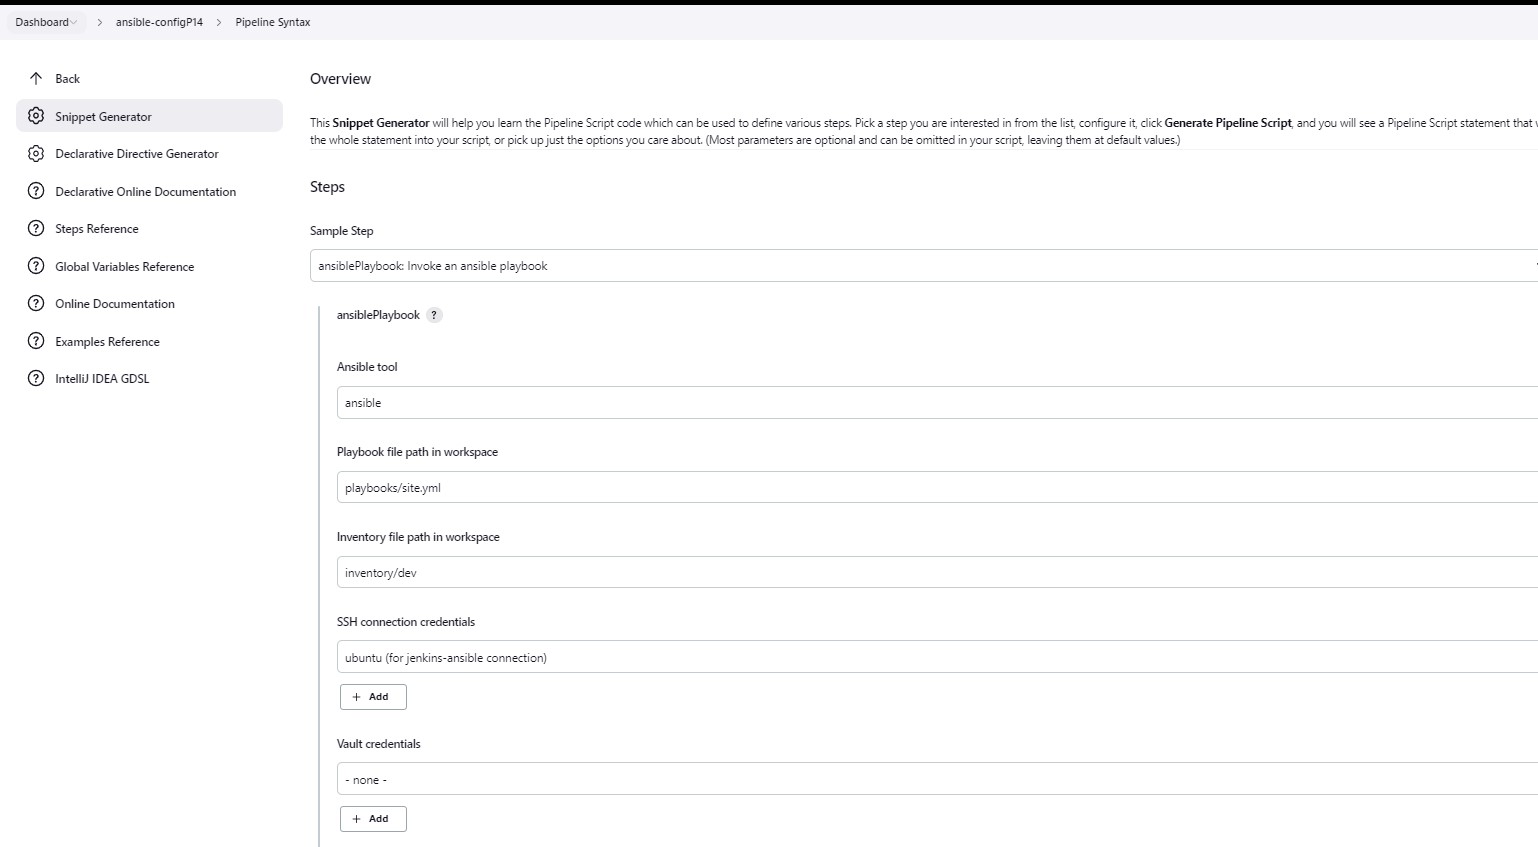 Dashboard > ansible-configP14 > Pipeline Syntax
Back
Snippet Generator
Declarative Directive Generator
Declarative Online Documentation
Steps Reference
Global Variables Reference
Online Documentation
Examples Reference
IntelliJ IDEA GDSL
Overview
This Snippet Generator will help you learn the Pipeline Script code which can be used to define various steps. Pick a step you are interested in from the list, configure it, click Generate Pipeline Script, and you will see a Pipeline Script statement that
the whole statement into your script, or pick up just the options you care about. (Most parameters are optional and can be omitted in your script, leaving them at default values.)
Steps
Sample Step
ansiblePlaybook: Invoke an ansible playbook
ansiblePlaybook ?
Ansible tool
ansible
Playbook file path in workspace
playbooks/site.yml
Inventory file path in workspace
inventory/dev
SSH connection credentials
ubuntu (for jenkins-ansible connection)
+ Add
Vault credentials
- none -
+ Add